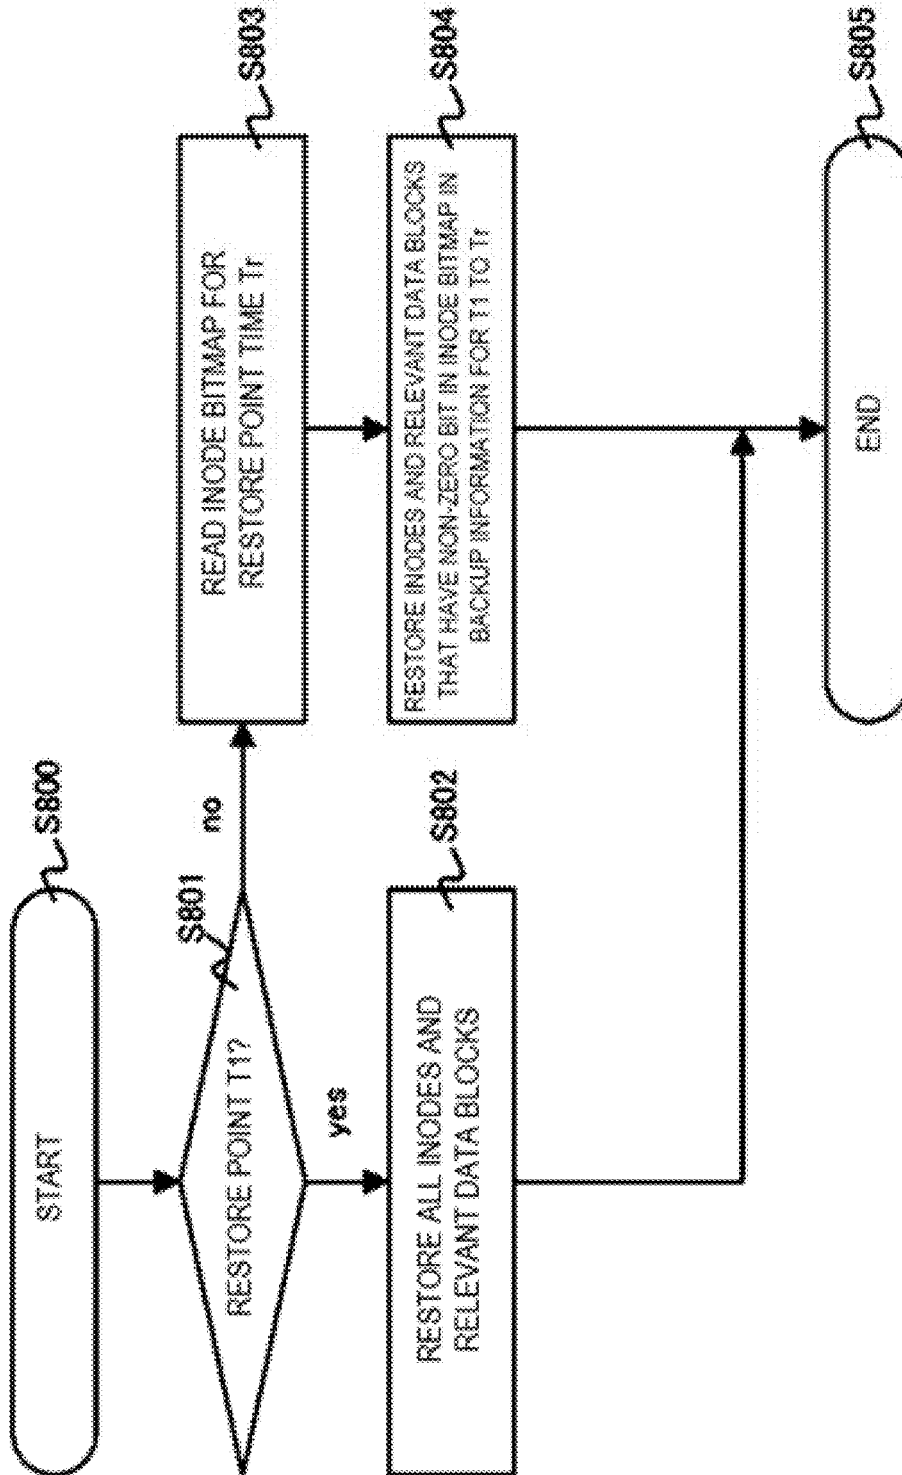 START
S800
RESTORE POINT T1?
S801
no
yes
RESTORE ALL INODES AND
RELEVANT DATA BLOCKS
S802
READ INODE BITMAP FOR
RESTORE POINT TIME Tr
S803
RESTORE INODES AND RELEVANT DATA BLOCKS
THAT HAVE NON-ZERO BIT IN INODE BITMAP IN
BACKUP INFORMATION FOR T1 TO Tr
S804
END
S805